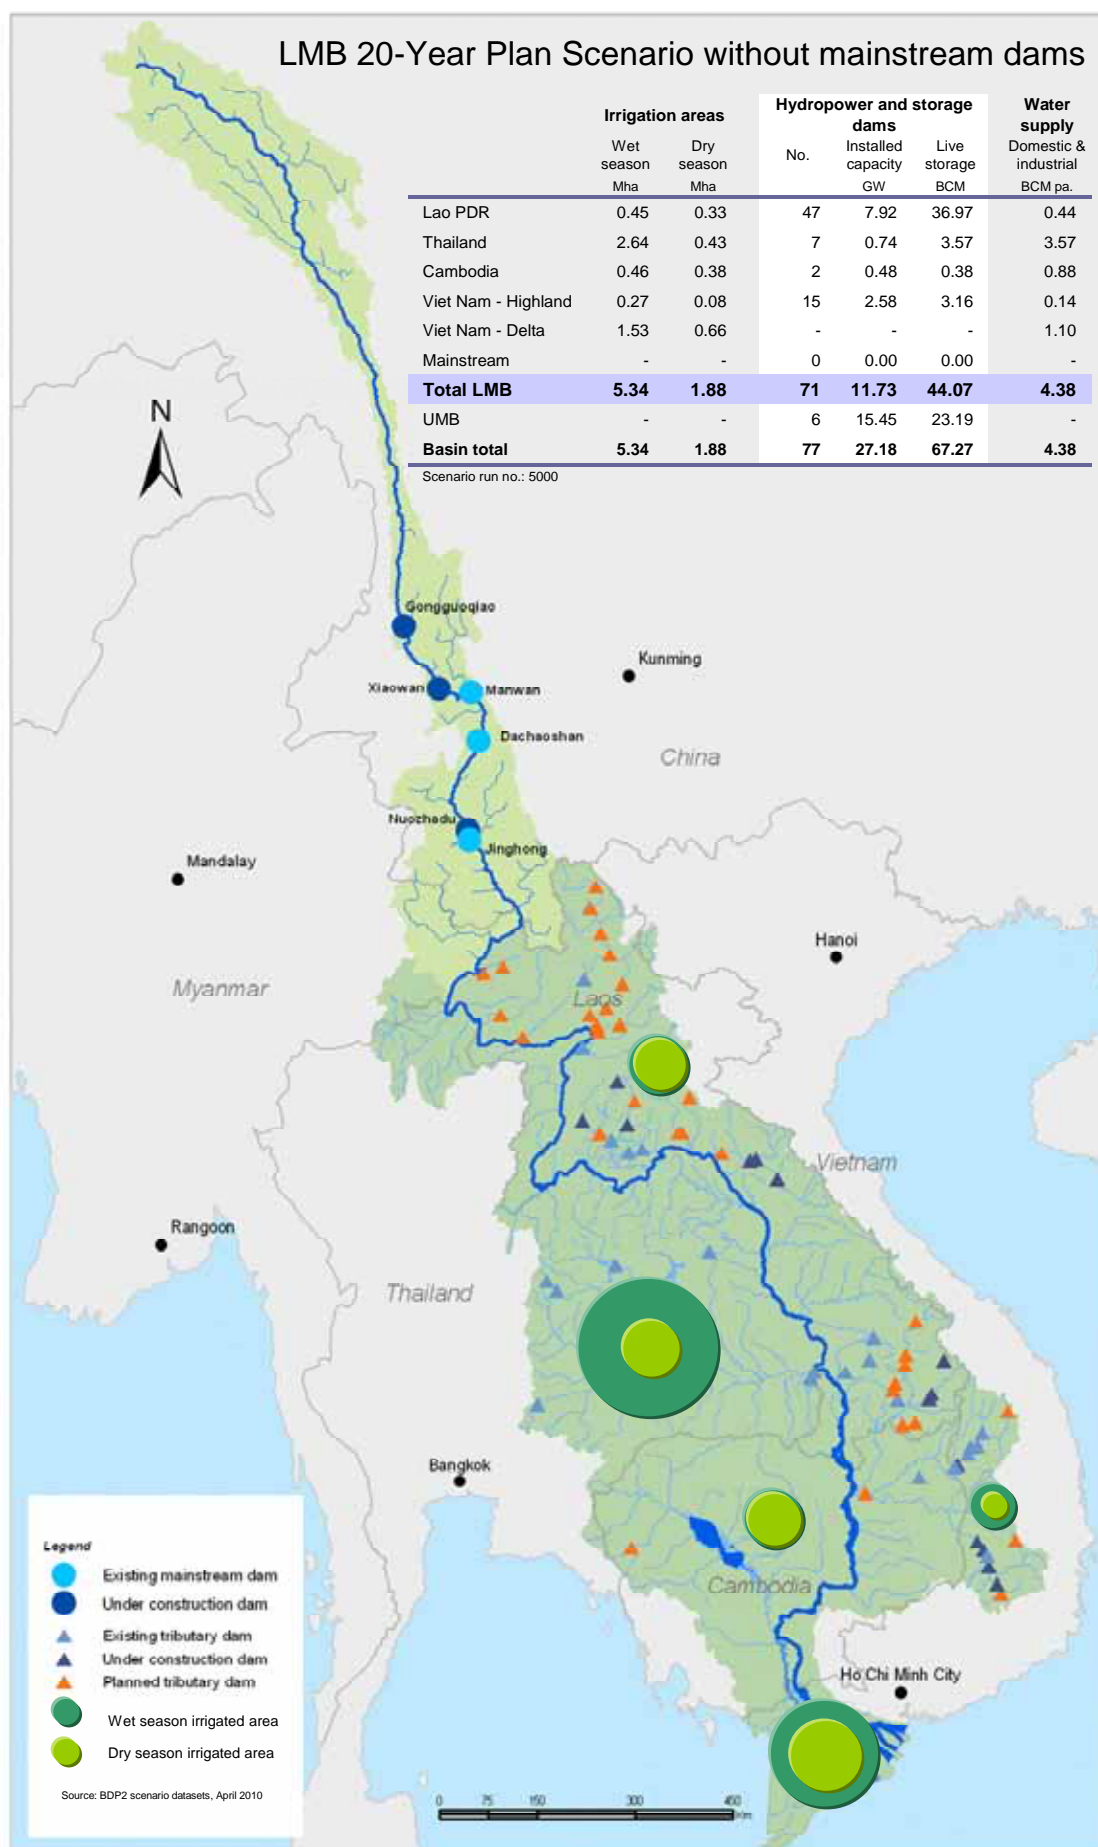 LMB 20-Year Plan Scenario without mainstream dams
Irrigation areas
Hydropower and storage dams
Water supply
Wet season
Dry season
No.
Installed capacity
Live storage
Domestic & industrial
Mha Mha GW BCM BCM pa.
Lao PDR 0.45 0.33 47 7.92 36.97 0.44
Thailand 2.64 0.43 7 0.74 3.57 3.57
Cambodia 0.46 0.38 2 0.48 0.38 0.88
Viet Nam - Highland 0.27 0.08 15 2.58 3.16 0.14
Viet Nam - Delta 1.53 0.66 - - - 1.10
Mainstream - - 0 0.00 0.00 -
Total LMB 5.34 1.88 71 11.73 44.07 4.38
UMB - - 6 15.45 23.19 -
Basin total 5.34 1.88 77 27.18 67.27 4.38
Scenario run no.: 5000
N
Gongguoqiao
Kunming
Xiaowan
Manwan
Dachaoshan
China
Nuozhadu
Jinghong
Mandalay
Hanoi
Myanmar
Laos
Vietnam
Rangoon
Thailand
Bangkok
Cambodia
Ho Chi Minh City
Legend
Existing mainstream dam
Under construction dam
Existing tributary dam
Under construction dam
Planned tributary dam
Wet season irrigated area
Dry season irrigated area
Source: BDP2 scenario datasets, April 2010
0 75 150 300 450
Km